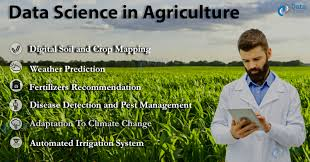 Data Science in Agriculture
Data
Digital Soil and Crop Mapping
Weather Prediction
Fertilizers Recommendation
Disease Detection and Pest Management
Adaptation To Climate Change
Automated Irrigation System